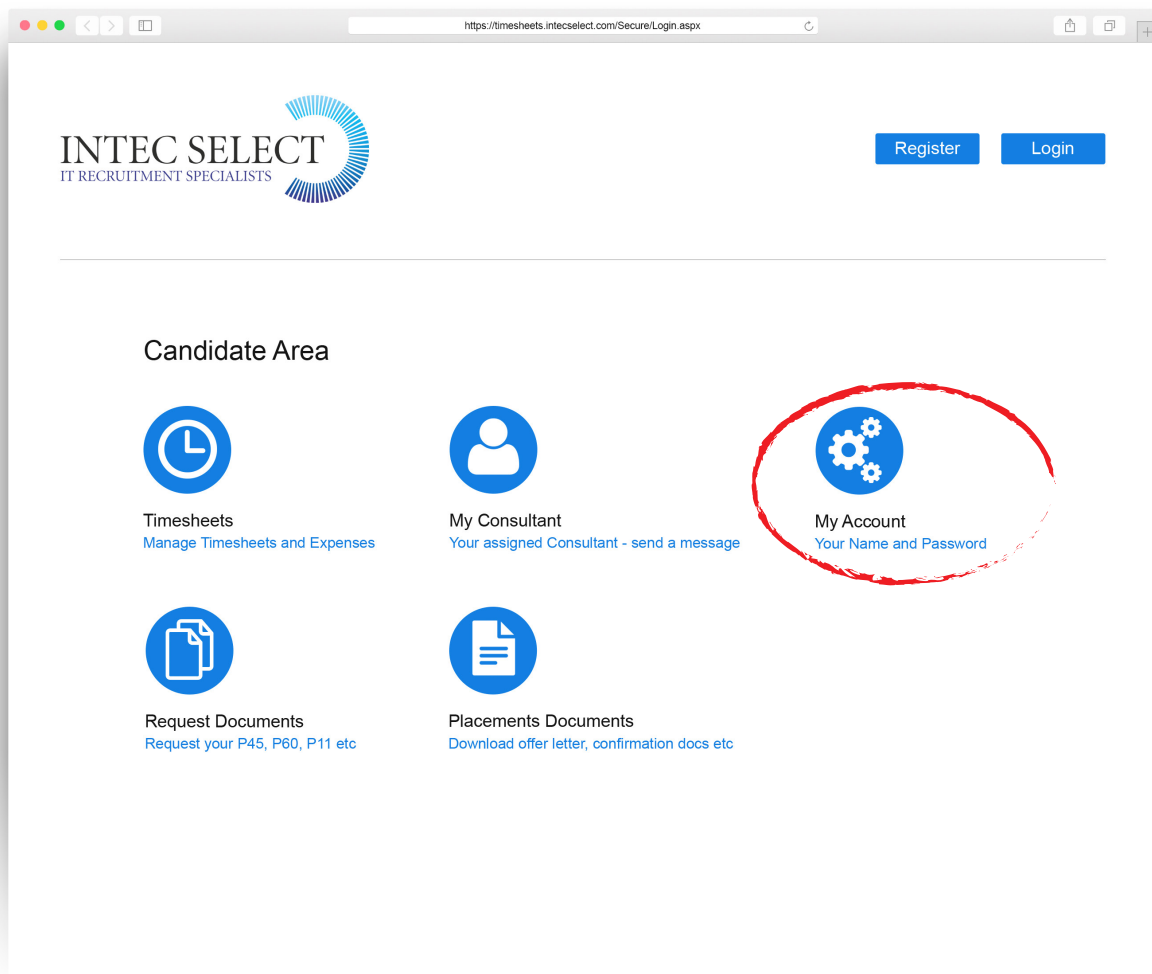 https://timesheets.intecselect.com/Secure/Login.aspx
INTEC SELECT
IT RECRUITMENT SPECIALISTS
Register
Login
Candidate Area
Timesheets
Manage Timesheets and Expenses
My Consultant
Your assigned Consultant - send a message
My Account
Your Name and Password
Request Documents
Request your P45, P60, P11 etc
Placements Documents
Download offer letter, confirmation docs etc